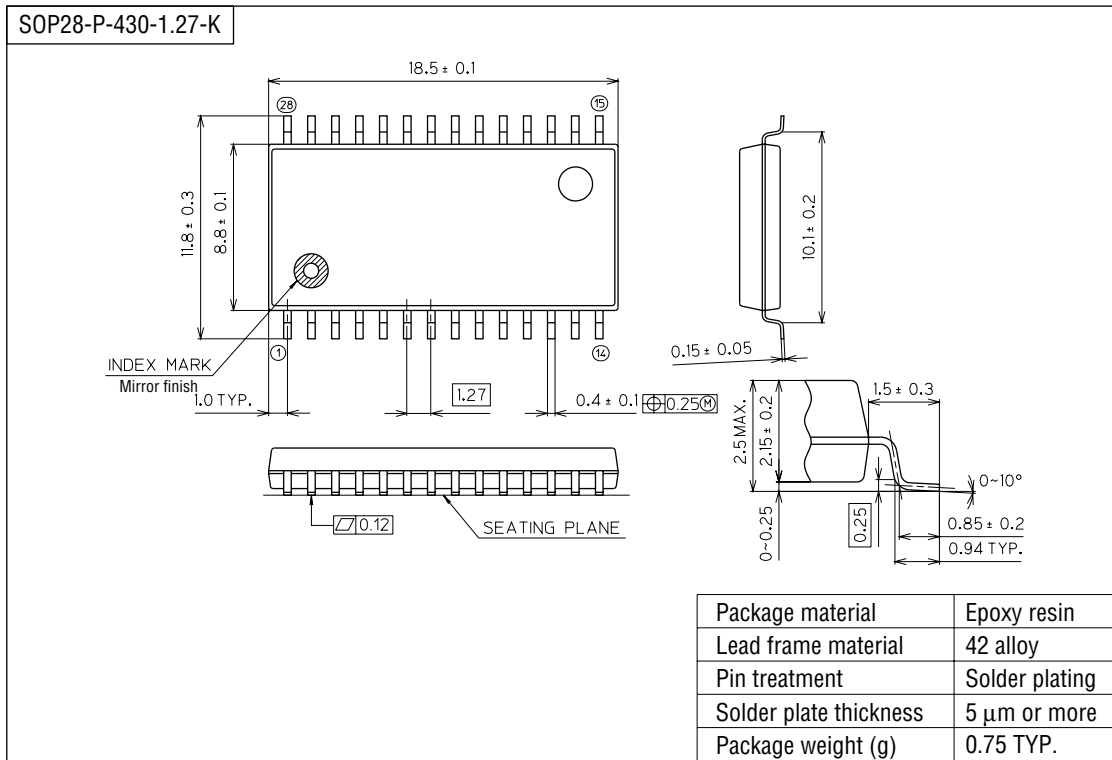 SOP28-P-430-1.27-K
18.5 ± 0.1
28
15
11.8 ± 0.3
8.8 ± 0.1
10.1 ± 0.2
1
14
INDEX MARK
Mirror finish
1.0 TYP.
1.27
0.4 ± 0.1
0.25 Ⓜ
0.15 ± 0.05
1.5 ± 0.3
2.5 MAX.
2.15 ± 0.2
0~0.25
0.25
0~10°
0.85 ± 0.2
0.94 TYP.
0.12
SEATING PLANE
Package material Epoxy resin
Lead frame material 42 alloy
Pin treatment Solder plating
Solder plate thickness 5 µm or more
Package weight (g) 0.75 TYP.